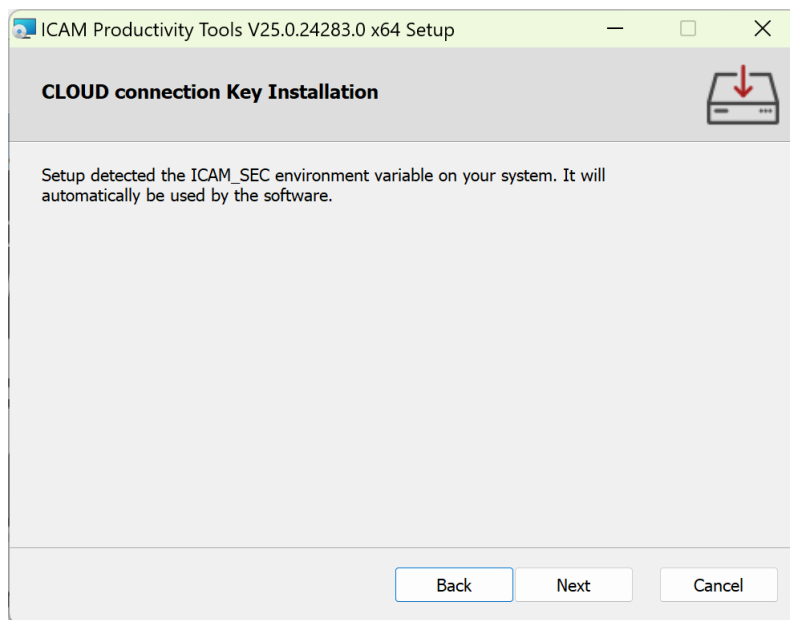 ICAM Productivity Tools V25.0.24283.0 x64 Setup
CLOUD connection Key Installation
Setup detected the ICAM_SEC environment variable on your system. It will
automatically be used by the software.
Back Next Cancel